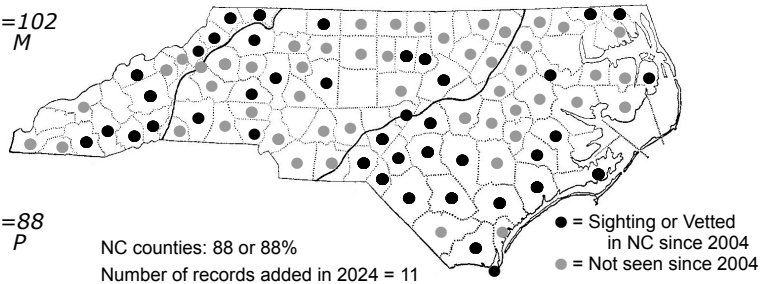 =102
M
=88
P
NC counties: 88 or 88%
Number of records added in 2024 = 11
= Sighting or Vetted
in NC since 2004
= Not seen since 2004